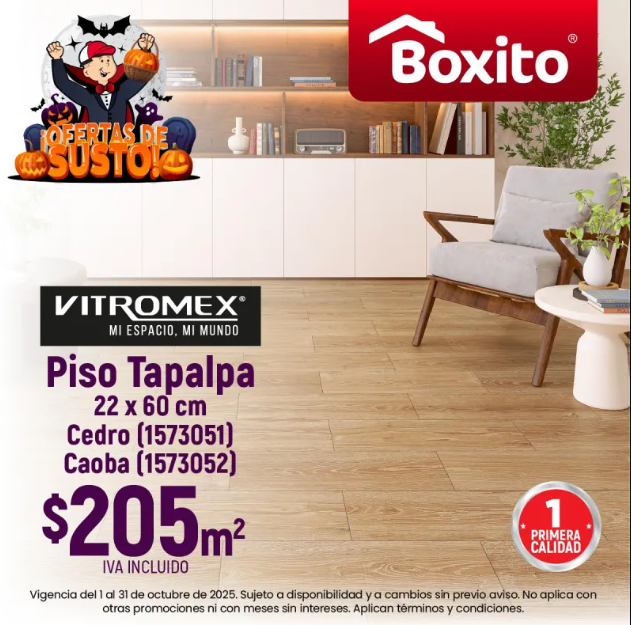 ¡OFERTAS DE
SUSTO!
Boxito®
VITROMEX®
MI ESPACIO, MI MUNDO
Piso Tapalpa
22 x 60 cm
Cedro (1573051)
Caoba (1573052)
$205m²
IVA INCLUIDO
1
PRIMERA
CALIDAD
Vigencia del 1 al 31 de octubre de 2025. Sujeto a disponibilidad y a cambios sin previo aviso. No aplica con
otras promociones ni con meses sin intereses. Aplican términos y condiciones.